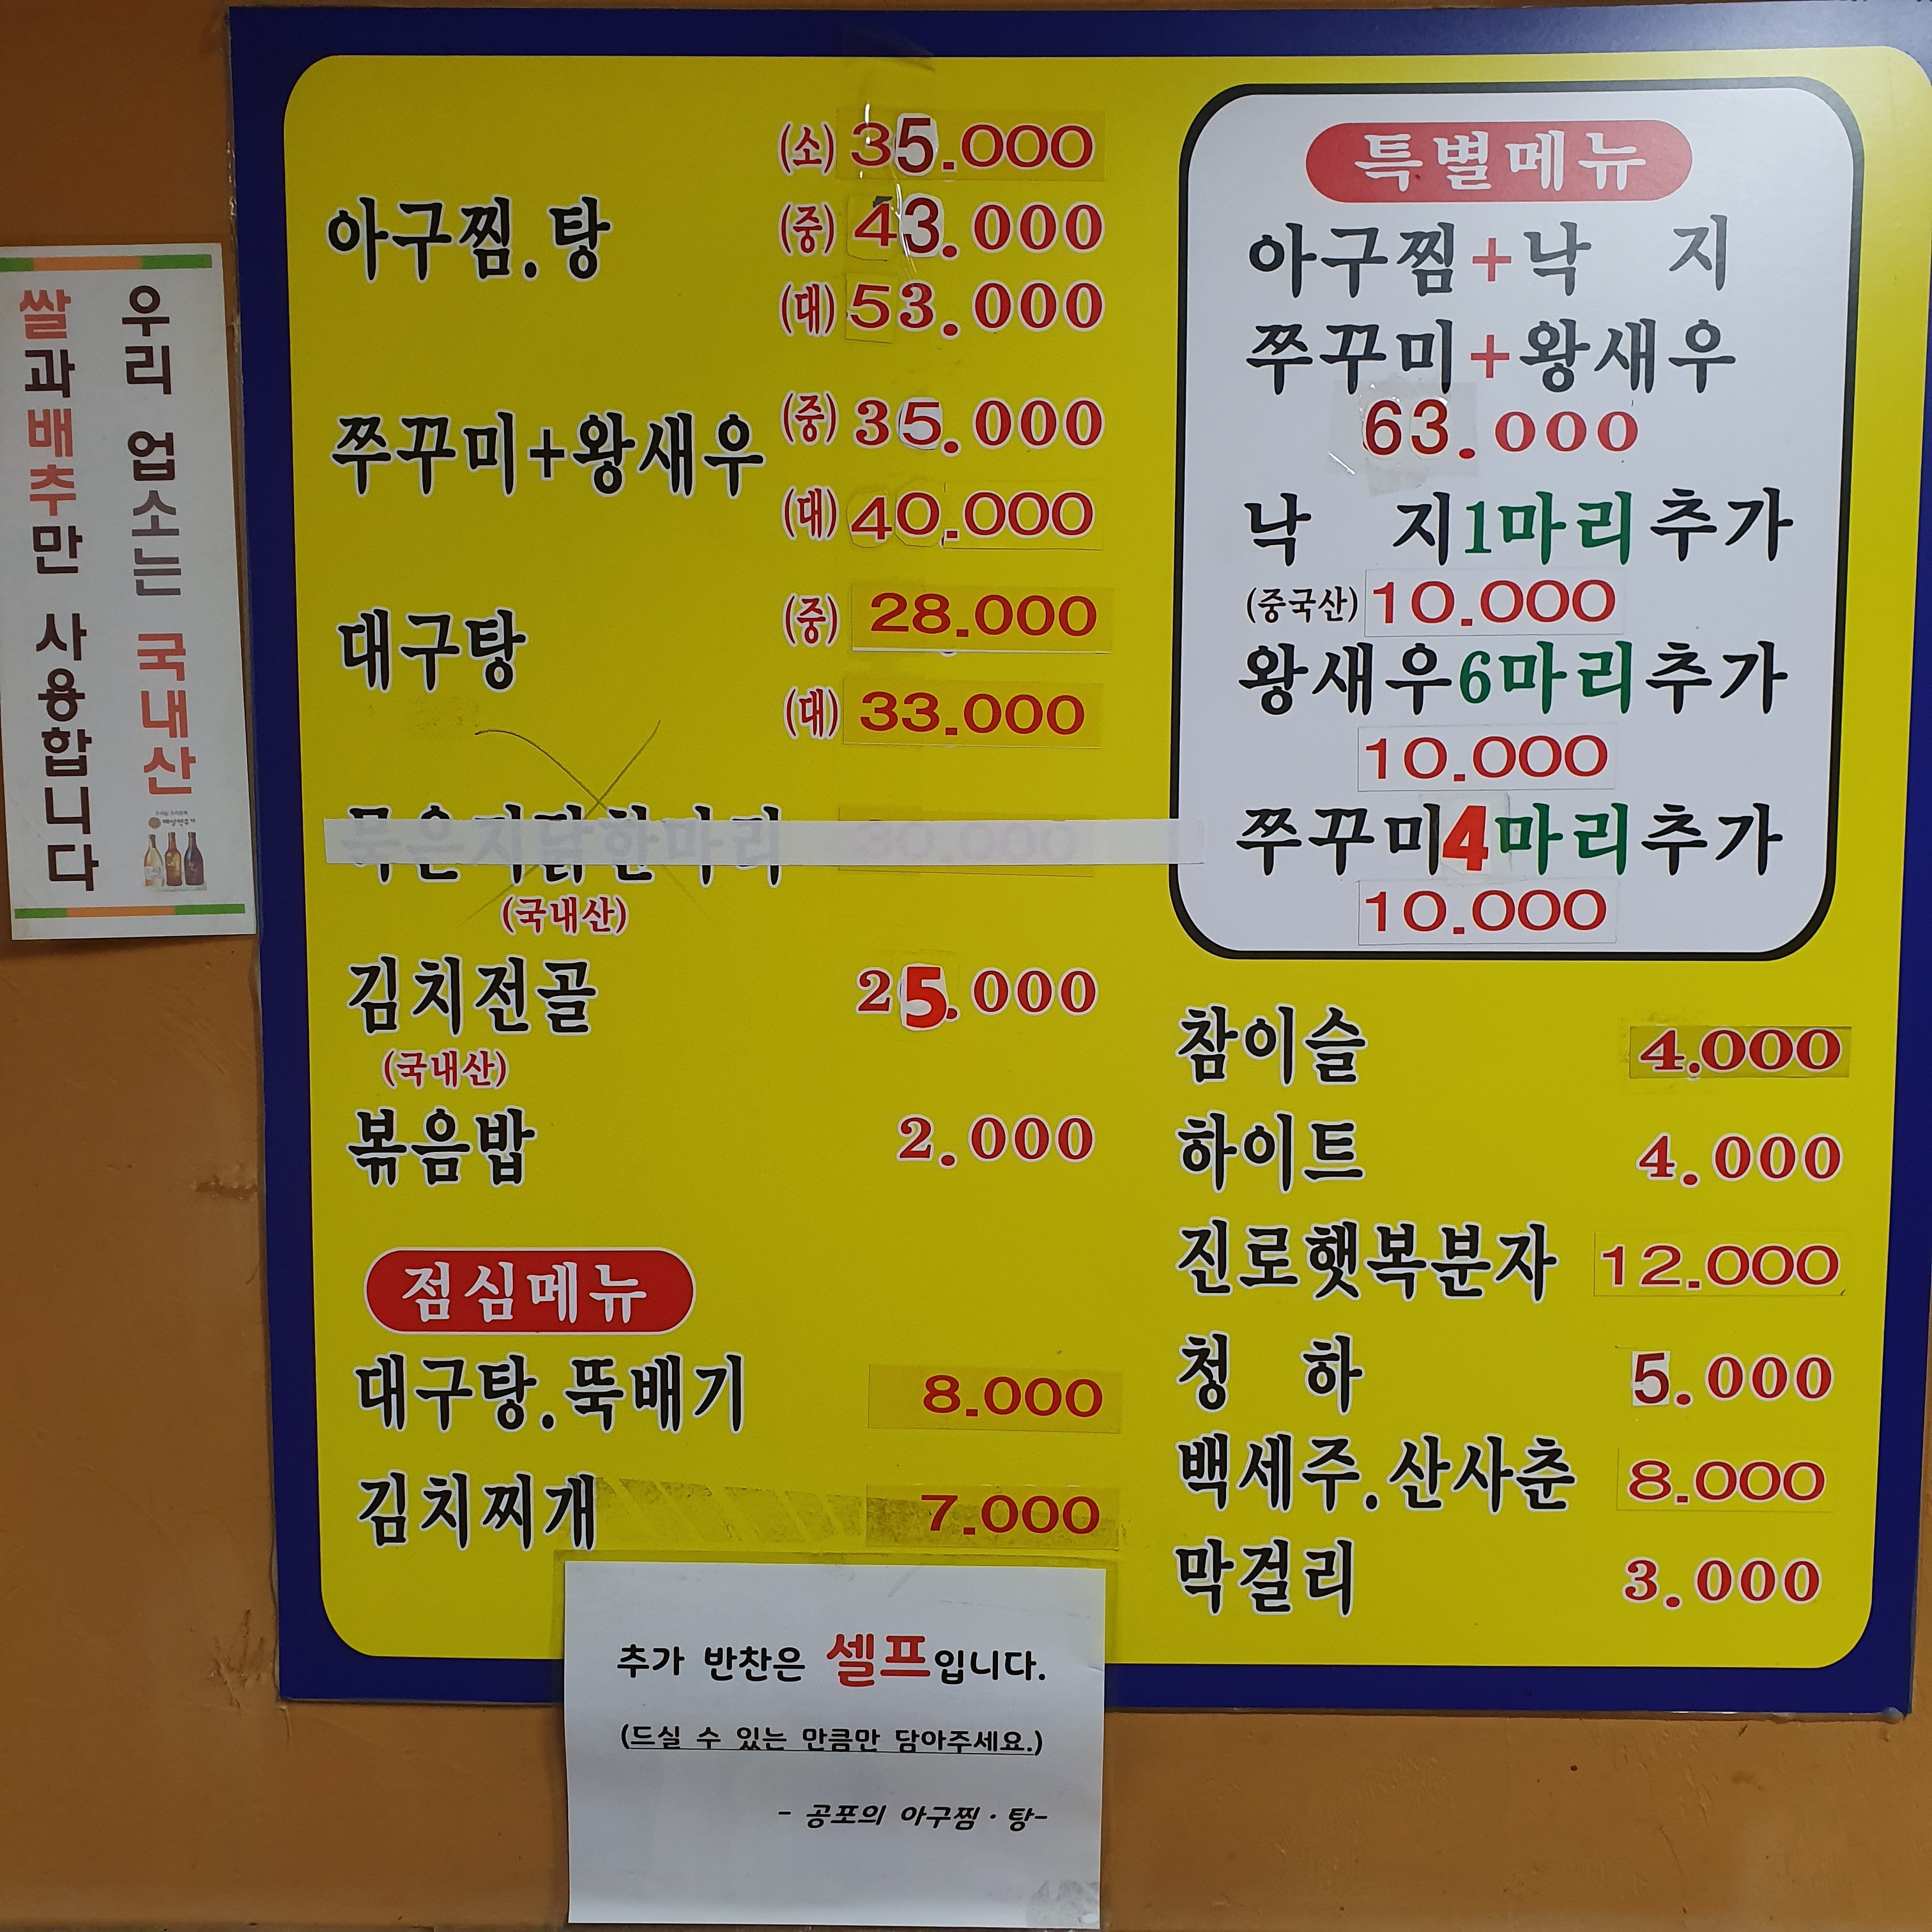 우리 업소는 국내산
쌀과 배추만 사용합니다
아구찜.탕
(소) 35.000
(중) 43.000
(대) 53.000
쭈꾸미+왕새우
(중) 35.000
(대) 40.000
대구탕
(중) 28.000
(대) 33.000
묵은지닭한마리 30.000
(국내산)
김치전골 25.000
(국내산)
볶음밥 2.000
점심메뉴
대구탕.뚝배기 8.000
김치찌개 7.000
특별메뉴
아구찜+낙 지
쭈꾸미+왕새우
63.000
낙 지1마리추가
(중국산) 10.000
왕새우6마리추가
10.000
쭈꾸미4마리추가
10.000
참이슬 4.000
하이트 4.000
진로햇복분자 12.000
청 하 5.000
백세주.산사춘 8.000
막걸리 3.000
추가 반찬은 셀프입니다.
(드실 수 있는 만큼만 담아주세요.)
- 공포의 아구찜·탕-